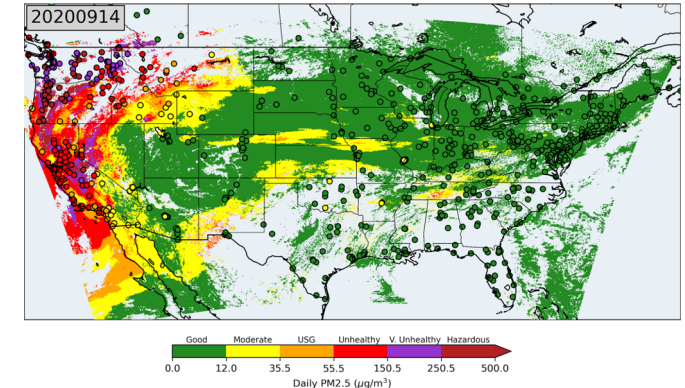 20200914
Good Moderate USG Unhealthy V. Unhealthy Hazardous
0.0 12.0 35.5 55.5 150.5 250.5 500.0
Daily PM2.5 (μg/m³)